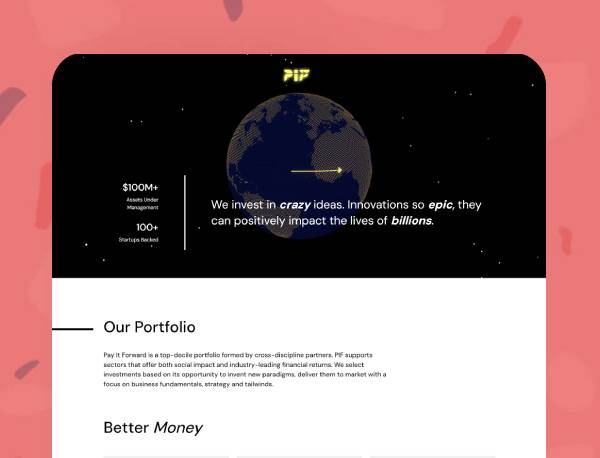 PIF
$100M+
Assets Under
Management
100+
Startups Backed
We invest in crazy ideas. Innovations so epic, they
can positively impact the lives of billions.
Our Portfolio
Pay It Forward is a top-decile portfolio formed by cross-discipline partners. PIF supports
sectors that offer both social impact and industry-leading financial returns. We select
investments based on its opportunity to invent new paradigms, deliver them to market with a
focus on business fundamentals, strategy and tailwinds.
Better Money